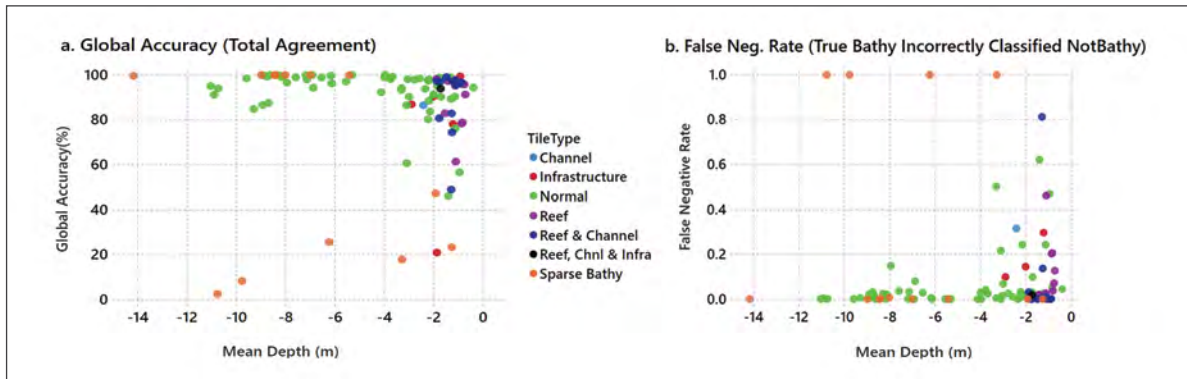 a. Global Accuracy (Total Agreement)
100
80
60
40
20
0
Global Accuracy(%)
-14 -12 -10 -8 -6 -4 -2 0
Mean Depth (m)
TileType
Channel
Infrastructure
Normal
Reef
Reef & Channel
Reef, Chnl & Infra
Sparse Bathy
b. False Neg. Rate (True Bathy Incorrectly Classified NotBathy)
1.0
0.8
0.6
0.4
0.2
0.0
False Negative Rate
-14 -12 -10 -8 -6 -4 -2 0
Mean Depth (m)